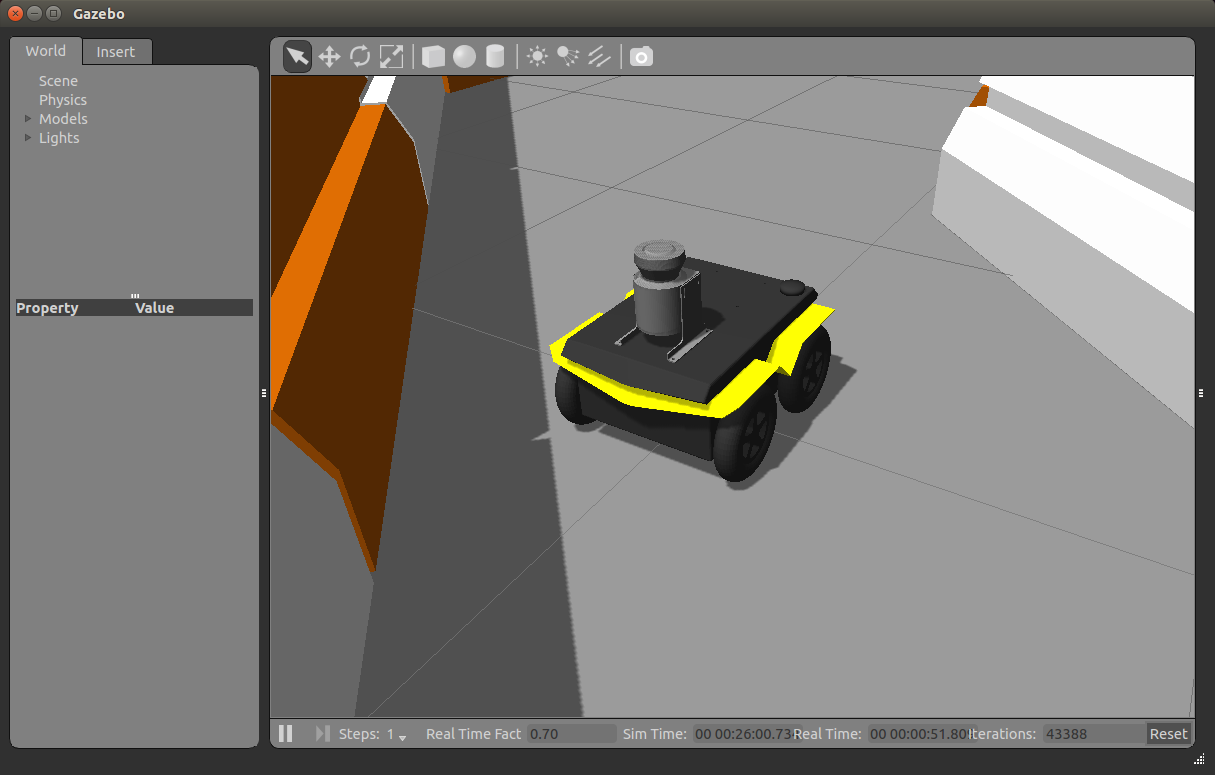 Gazebo
World
Insert
Scene
Physics
Models
Lights
Property Value
Steps: 1 Real Time Fact 0.70 Sim Time: 00 00:26:00.73 Real Time: 00 00:00:51.80 Iterations: 43388 Reset